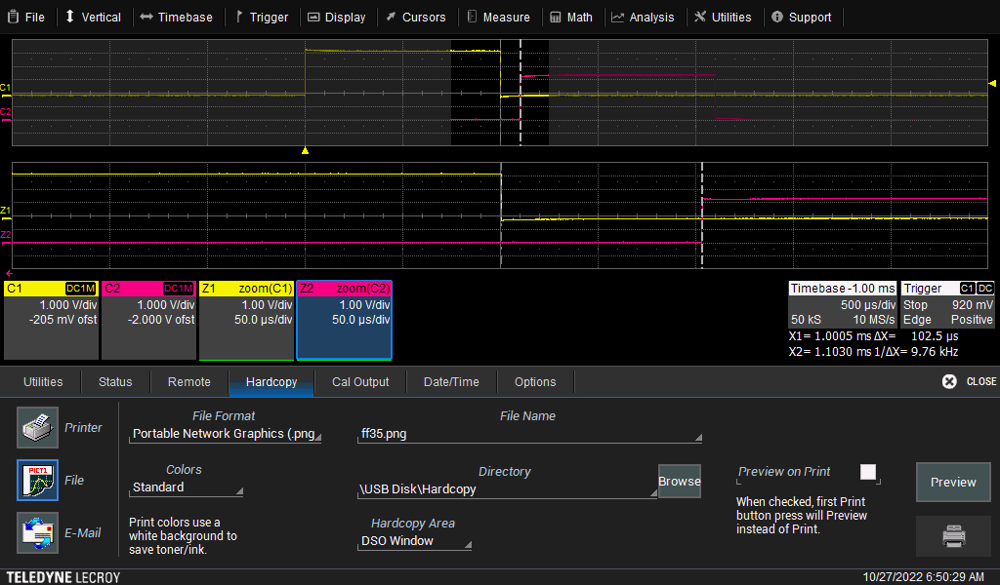 File Vertical Timebase Trigger Display Cursors Measure Math Analysis Utilities Support
C1
C2
Z1
Z2
C1 DC1M C2 DC1M Z1 zoom(C1) Z2 zoom(C2) Timebase -1.00 ms Trigger C1 DC
1.000 V/div 1.000 V/div 1.00 V/div 1.00 V/div 500 µs/div Stop 920 mV
-205 mV ofst -2.000 V ofst 50.0 µs/div 50.0 µs/div 50 kS 10 MS/s Edge Positive
X1= 1.0005 ms ΔX= 102.5 µs
X2= 1.1030 ms 1/ΔX= 9.76 kHz
Utilities Status Remote Hardcopy Cal Output Date/Time Options CLOSE
Printer
File
E-Mail
File Format
Portable Network Graphics (.png
File Name
ff35.png
Colors
Standard
Directory
\USB Disk\Hardcopy
Browse
Print colors use a
white background to
save toner/ink.
Hardcopy Area
DSO Window
Preview on Print
When checked, first Print
button press will Preview
instead of Print.
Preview
PICT1
TELEDYNE LECROY 10/27/2022 6:50:29 AM